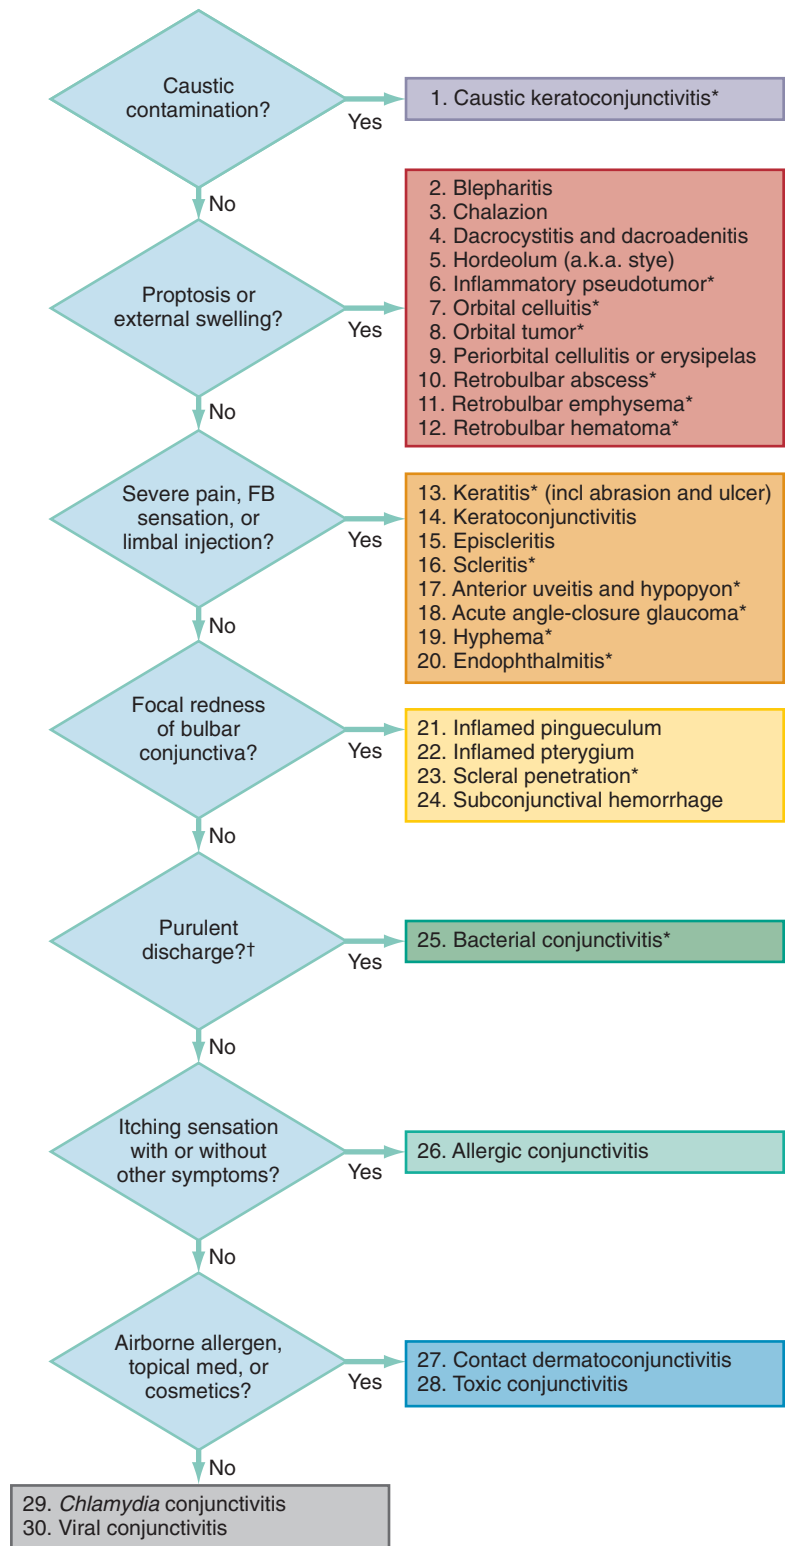 Caustic
contamination?
Yes
1. Caustic keratoconjunctivitis*
No
Proptosis or
external swelling?
Yes
2. Blepharitis
3. Chalazion
4. Dacrocystitis and dacroadenitis
5. Hordeolum (a.k.a. stye)
6. Inflammatory pseudotumor*
7. Orbital celluitis*
8. Orbital tumor*
9. Periorbital cellulitis or erysipelas
10. Retrobulbar abscess*
11. Retrobulbar emphysema*
12. Retrobulbar hematoma*
No
Severe pain, FB
sensation, or
limbal injection?
Yes
13. Keratitis* (incl abrasion and ulcer)
14. Keratoconjunctivitis
15. Episcleritis
16. Scleritis*
17. Anterior uveitis and hypopyon*
18. Acute angle-closure glaucoma*
19. Hyphema*
20. Endophthalmitis*
No
Focal redness
of bulbar
conjunctiva?
Yes
21. Inflamed pingueculum
22. Inflamed pterygium
23. Scleral penetration*
24. Subconjunctival hemorrhage
No
Purulent
discharge?†
Yes
25. Bacterial conjunctivitis*
No
Itching sensation
with or without
other symptoms?
Yes
26. Allergic conjunctivitis
No
Airborne allergen,
topical med, or
cosmetics?
Yes
27. Contact dermatoconjunctivitis
28. Toxic conjunctivitis
No
29. Chlamydia conjunctivitis
30. Viral conjunctivitis